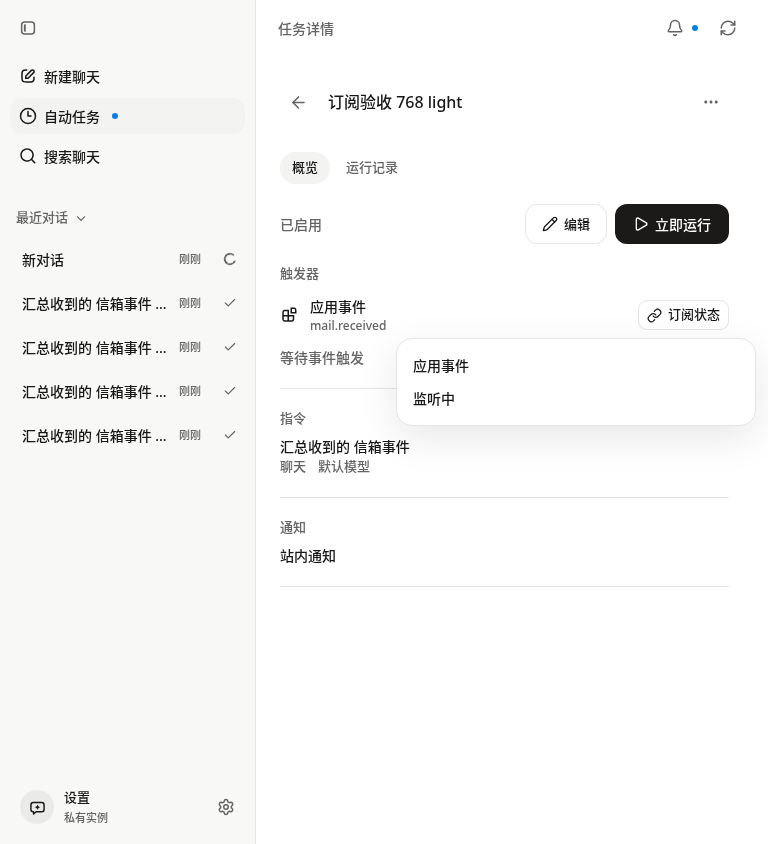 新建聊天
自动任务
搜索聊天
最近对话
新对话 刚刚
汇总收到的 信箱事件 ... 刚刚
汇总收到的 信箱事件 ... 刚刚
汇总收到的 信箱事件 ... 刚刚
汇总收到的 信箱事件 ... 刚刚
设置
私有实例
任务详情
订阅验收 768 light
概览 运行记录
已启用 编辑 立即运行
触发器
应用事件
mail.received
订阅状态
等待事件触发
应用事件
监听中
指令
汇总收到的 信箱事件
聊天 默认模型
通知
站内通知